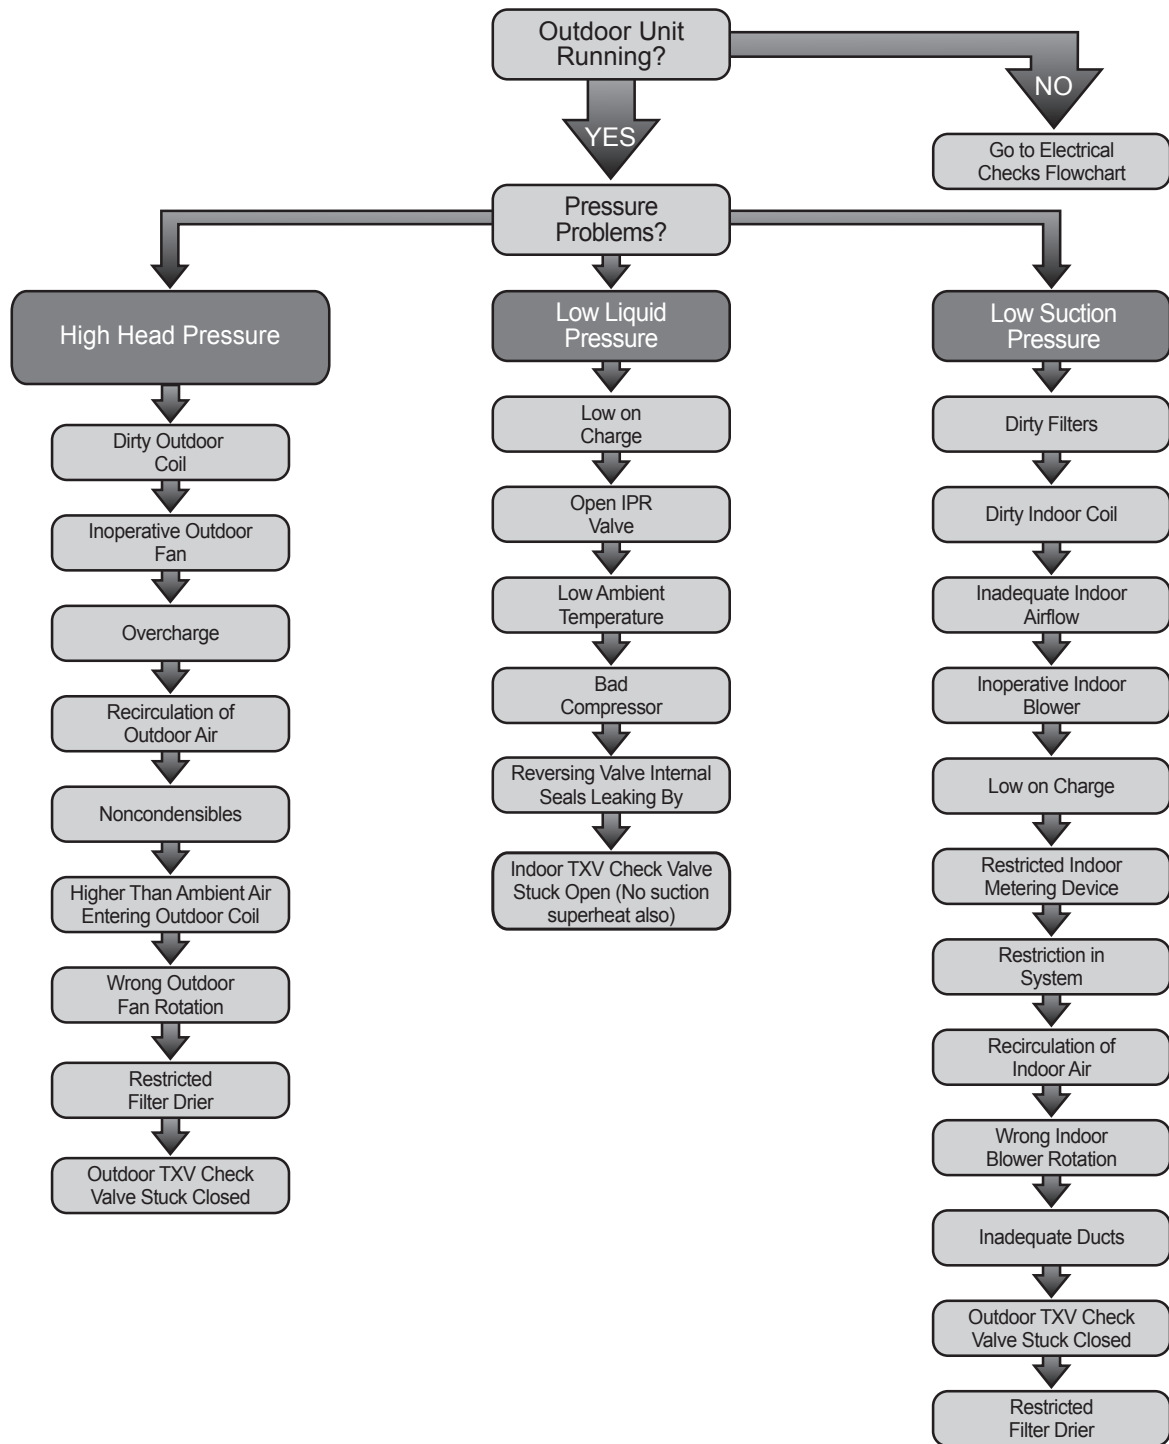 Outdoor Unit
Running?
NO
YES
Go to Electrical
Checks Flowchart
Pressure
Problems?
High Head Pressure
Dirty Outdoor
Coil
Inoperative Outdoor
Fan
Overcharge
Recirculation of
Outdoor Air
Noncondensibles
Higher Than Ambient Air
Entering Outdoor Coil
Wrong Outdoor
Fan Rotation
Restricted
Filter Drier
Outdoor TXV Check
Valve Stuck Closed
Low Liquid
Pressure
Low on
Charge
Open IPR
Valve
Low Ambient
Temperature
Bad
Compressor
Reversing Valve Internal
Seals Leaking By
Indoor TXV Check Valve
Stuck Open (No suction
superheat also)
Low Suction
Pressure
Dirty Filters
Dirty Indoor Coil
Inadequate Indoor
Airflow
Inoperative Indoor
Blower
Low on Charge
Restricted Indoor
Metering Device
Restriction in
System
Recirculation of
Indoor Air
Wrong Indoor
Blower Rotation
Inadequate Ducts
Outdoor TXV Check
Valve Stuck Closed
Restricted
Filter Drier